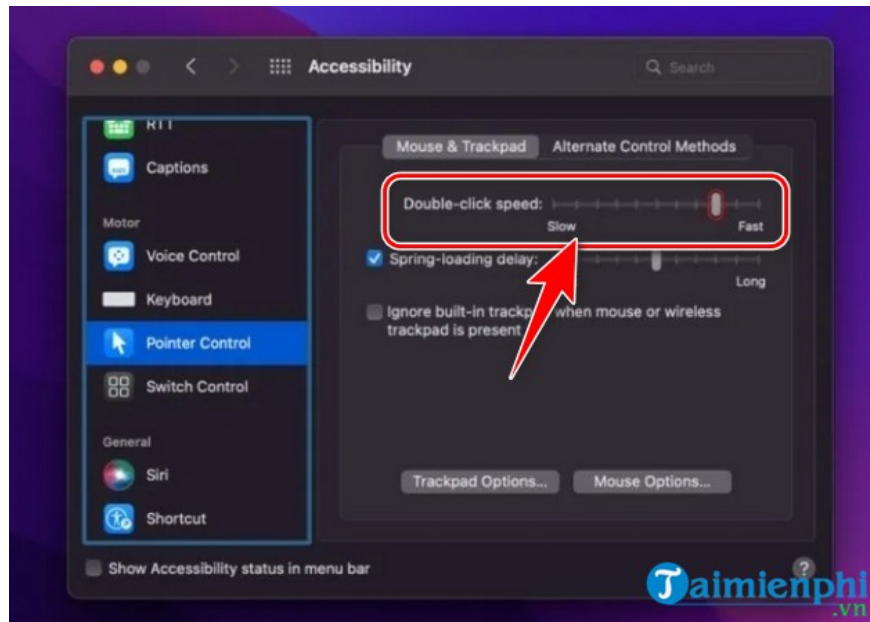 Accessibility
Search
RTT
Captions
Motor
Voice Control
Keyboard
Pointer Control
Switch Control
General
Siri
Shortcut
Mouse & Trackpad
Alternate Control Methods
Double-click speed:
Slow
Fast
Spring-loading delay:
Long
Ignore built-in trackpad when mouse or wireless
trackpad is present
Trackpad Options...
Mouse Options...
Show Accessibility status in menu bar
?
Taimienphi
.vn